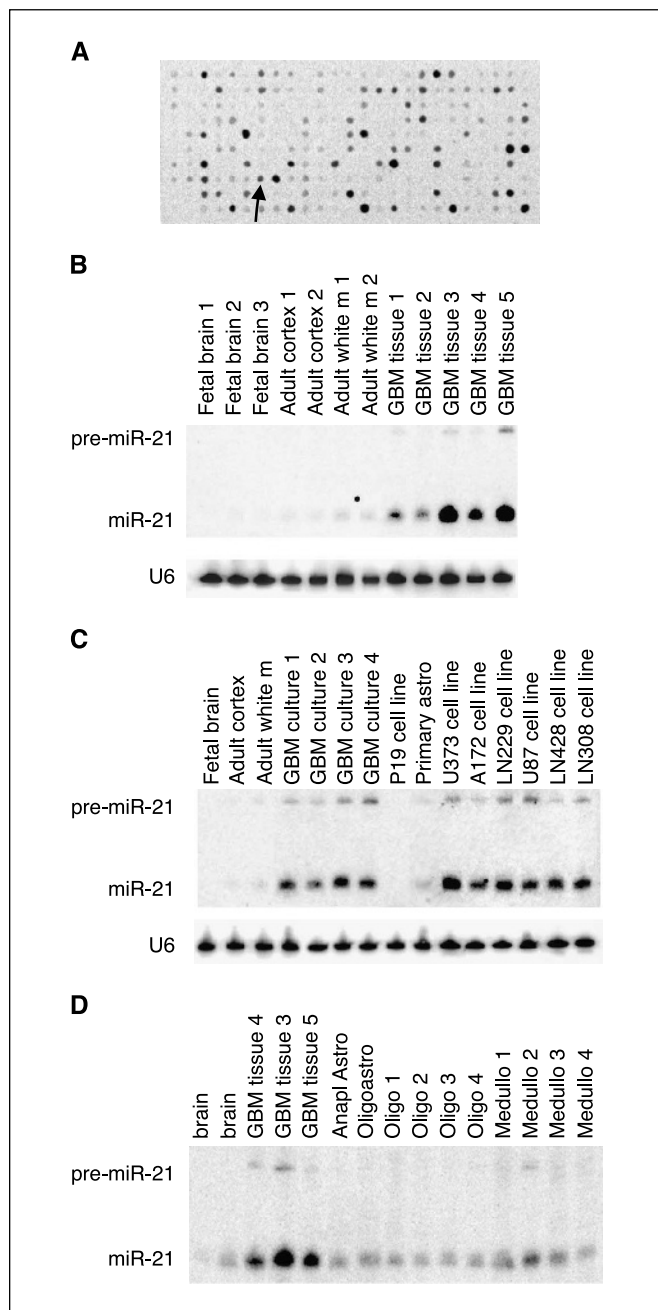 A
B
Fetal brain 1
Fetal brain 2
Fetal brain 3
Adult cortex 1
Adult cortex 2
Adult white m 1
Adult white m 2
GBM tissue 1
GBM tissue 2
GBM tissue 3
GBM tissue 4
GBM tissue 5
pre-miR-21
miR-21
U6
C
Fetal brain
Adult cortex
Adult white m
GBM culture 1
GBM culture 2
GBM culture 3
GBM culture 4
P19 cell line
Primary astro
U373 cell line
A172 cell line
LN229 cell line
U87 cell line
LN428 cell line
LN308 cell line
pre-miR-21
miR-21
U6
D
brain
brain
GBM tissue 4
GBM tissue 3
GBM tissue 5
Anapl Astro
Oligoastro
Oligo 1
Oligo 2
Oligo 3
Oligo 4
Medullo 1
Medullo 2
Medullo 3
Medullo 4
pre-miR-21
miR-21